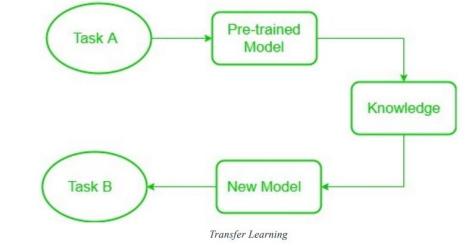 Task A
Pre-trained
Model
Knowledge
Task B
New Model
Transfer Learning